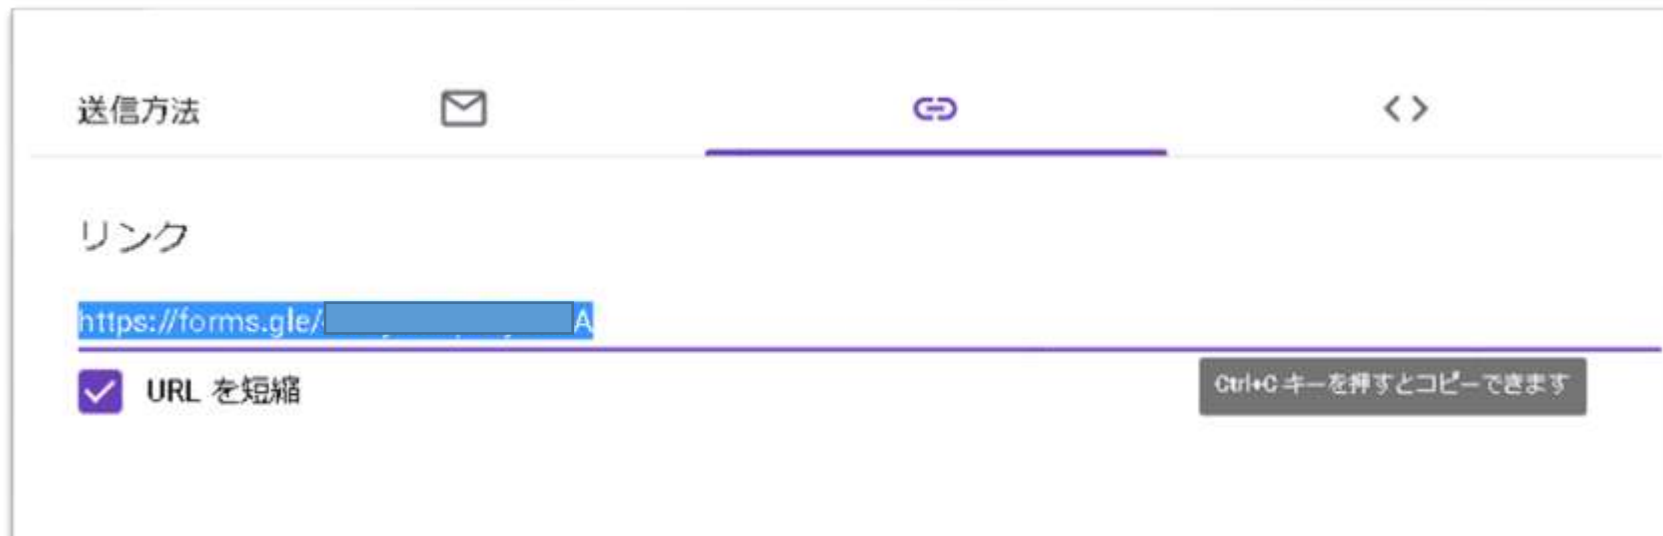 送信方法
リンク
https://forms.gle/ A
URL を短縮
Ctrl+C キーを押すとコピーできます